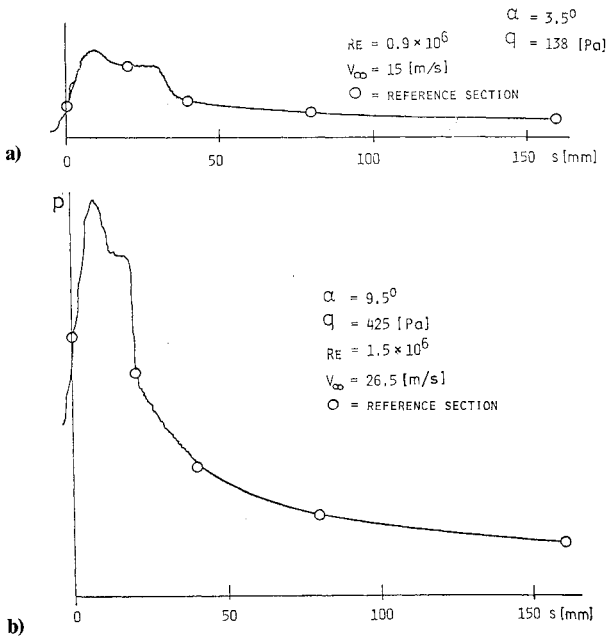 α = 3.5°
RE = 0.9 × 10⁶
q = 138 [Pa]
V∞ = 15 [m/s]
O = REFERENCE SECTION
a)
0 50 100 150 s [mm]
p
α = 9.5°
q = 425 [Pa]
RE = 1.5 × 10⁶
V∞ = 26.5 [m/s]
O = REFERENCE SECTION
0 50 100 150 s [mm]
b)